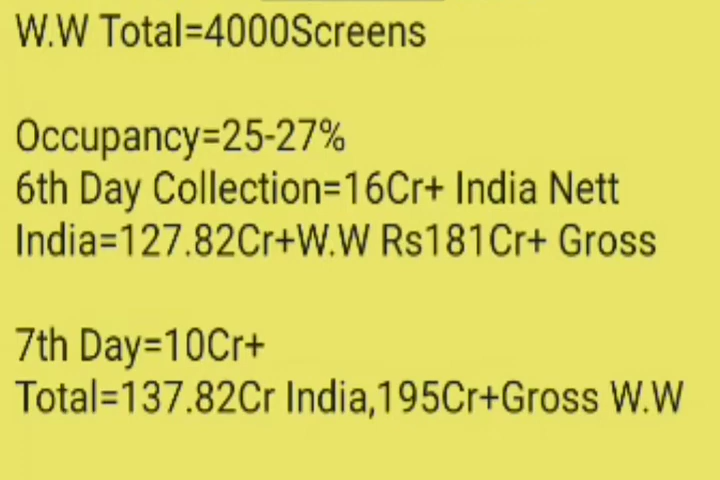 W.W Total=4000Screens
Occupancy=25-27%
6th Day Collection=16Cr+ India Nett
India=127.82Cr+W.W Rs181Cr+ Gross
7th Day=10Cr+
Total=137.82Cr India,195Cr+Gross W.W